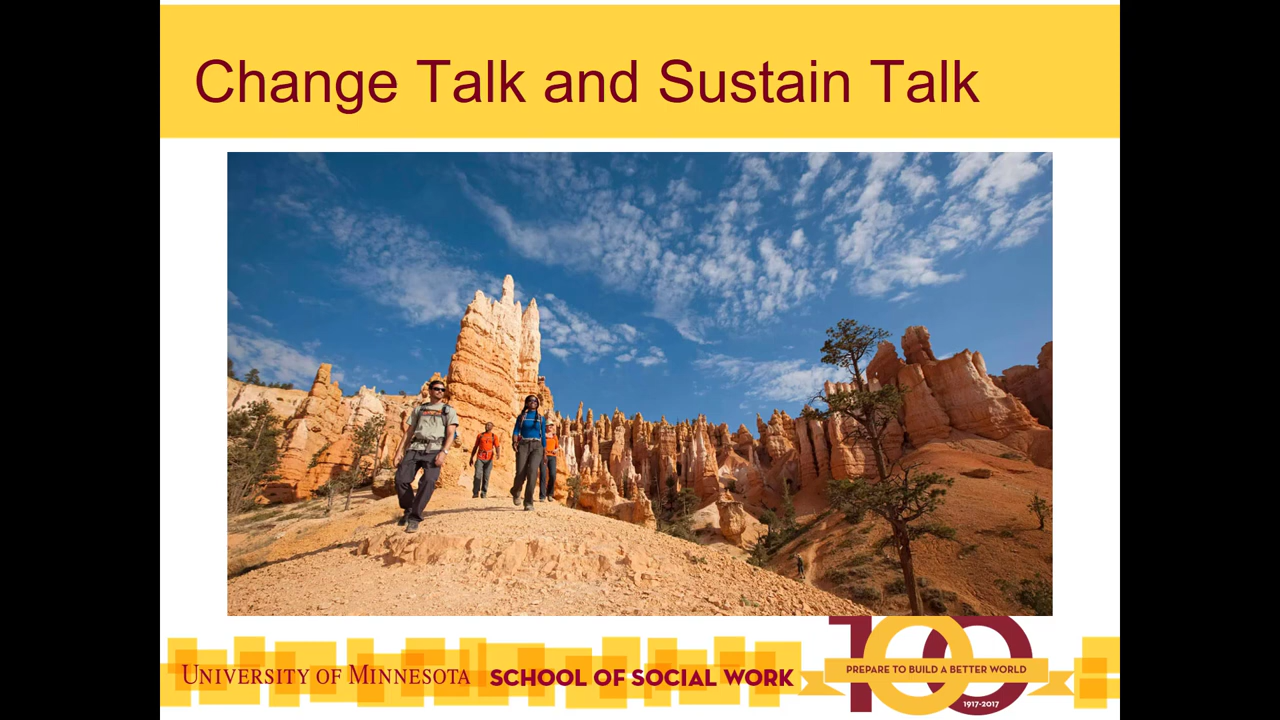 Change Talk and Sustain Talk
UNIVERSITY OF MINNESOTA SCHOOL OF SOCIAL WORK
100
PREPARE TO BUILD A BETTER WORLD
1917-2017